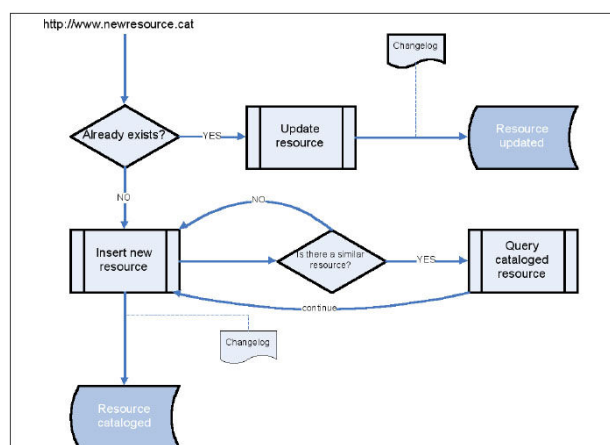 http://www.newresource.cat
Changelog
Already exists?
YES
Update
resource
Resource
updated
NO
NO
Insert new
resource
Is there a similar
resource?
YES
Query
cataloged
resource
continue
Changelog
Resource
cataloged